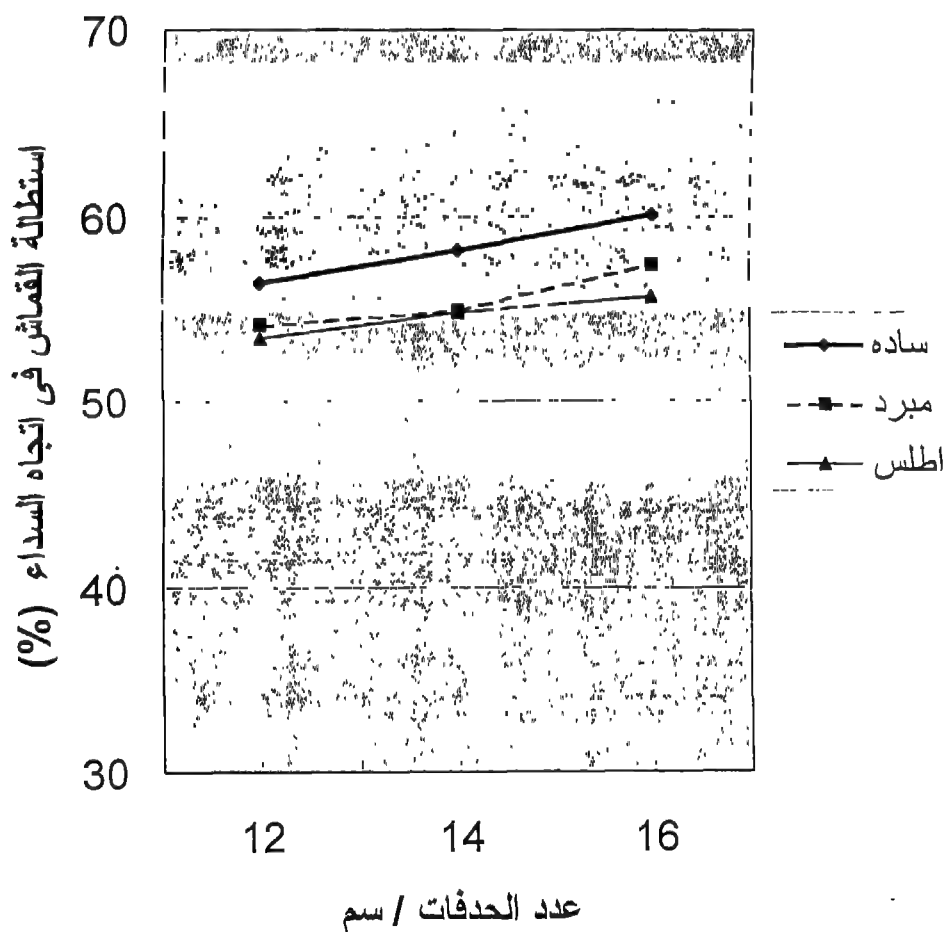 استطالة القماش فى اتجاه السداء (%)
70
60
50
40
30
12 14 16
عدد الحدفات / سم
ساده
مبرد
اطلس